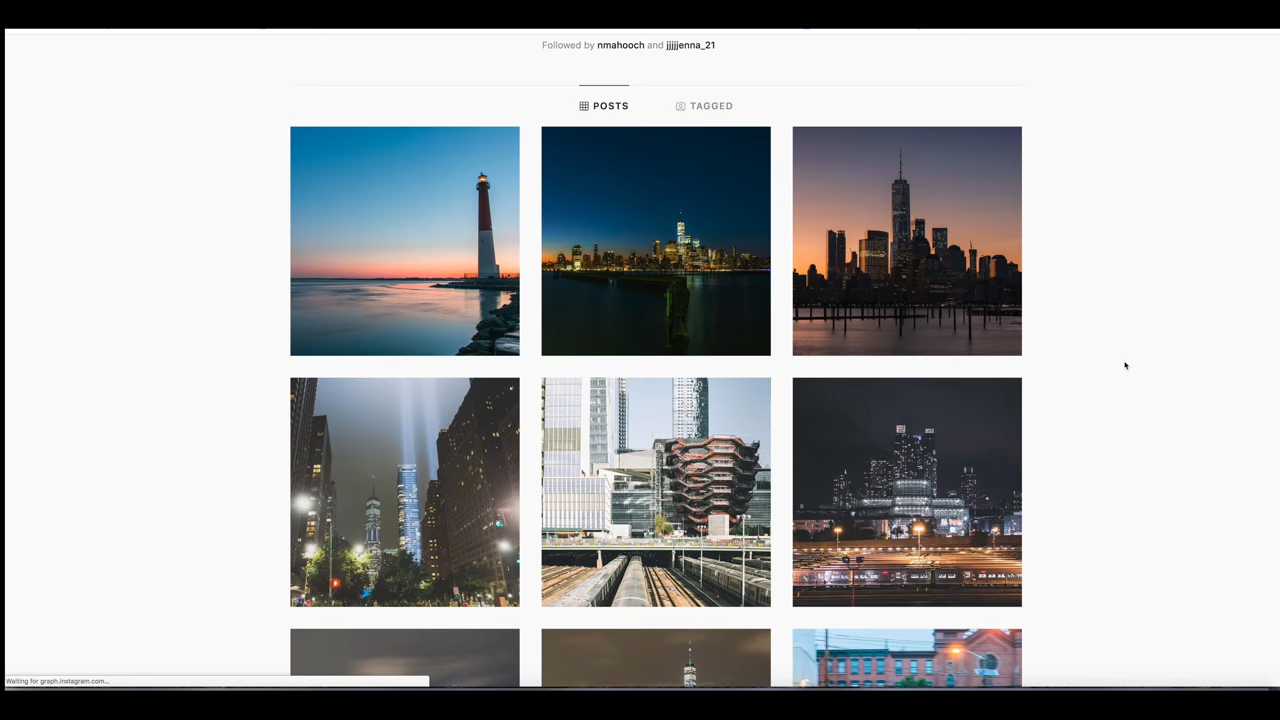 Followed by nmahooch and jjjjjenna_21
POSTS TAGGED
Waiting for graph.instagram.com...